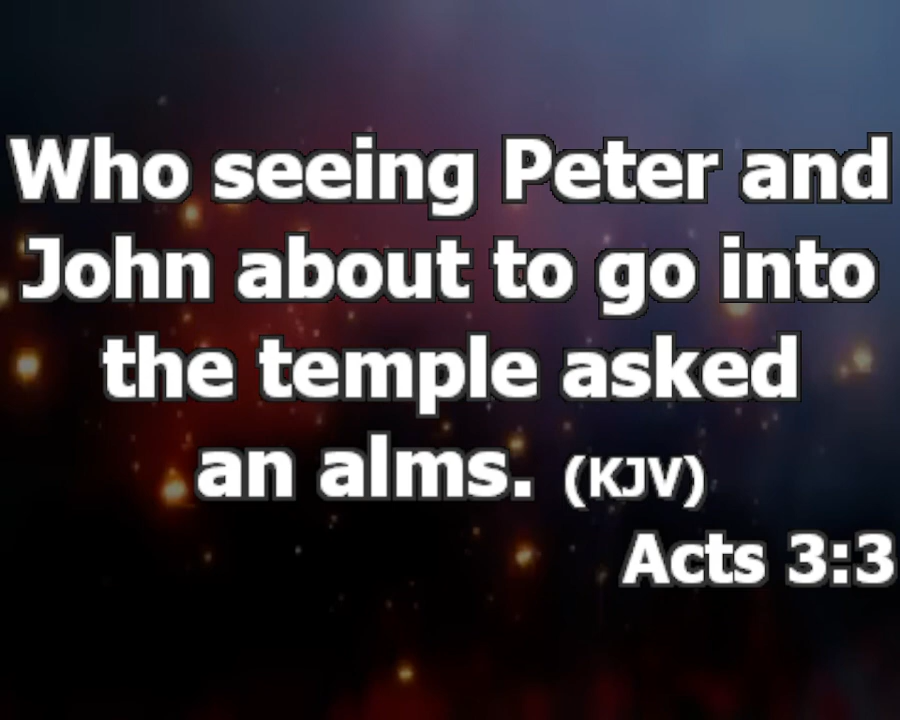 Who seeing Peter and
John about to go into
the temple asked
an alms. (KJV)
Acts 3:3